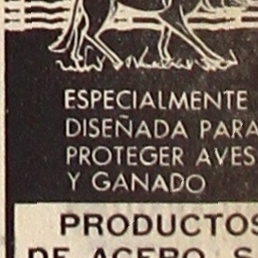 ESPECIALMENTE
DISEÑADA PARA
PROTEGER AVES
Y GANADO
PRODUCTOS
DE ACERO, S.